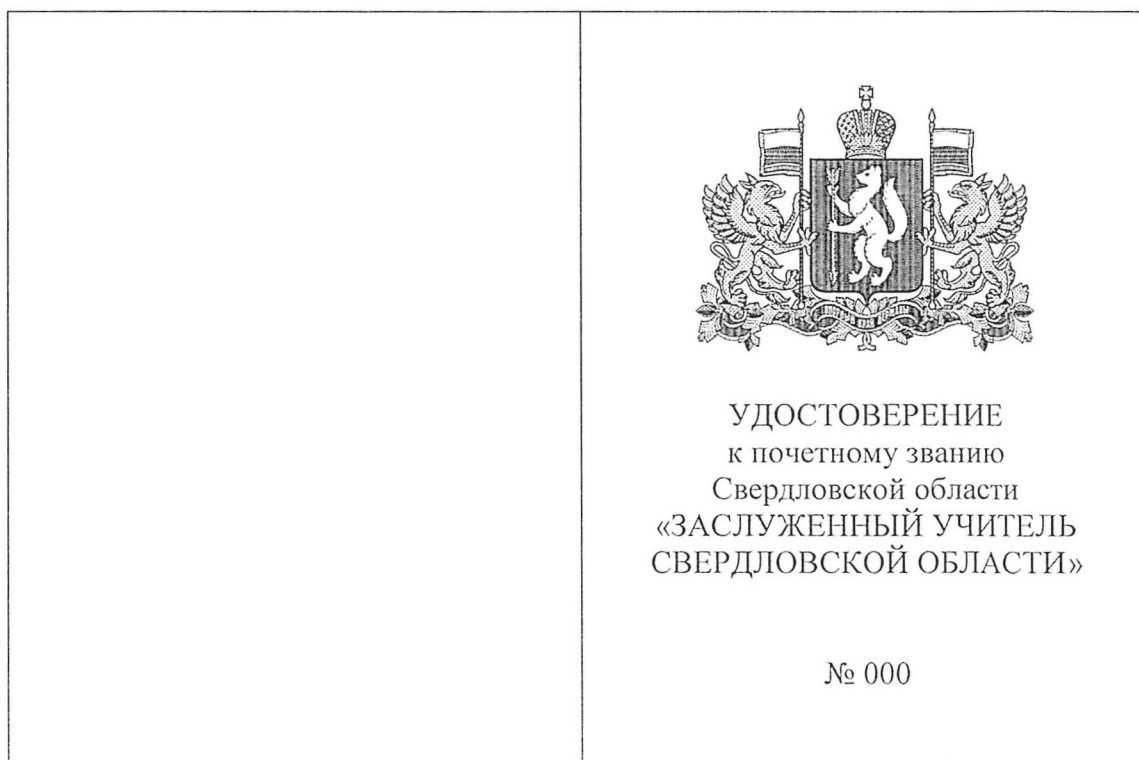 УДОСТОВЕРЕНИЕ
к почетному званию
Свердловской области
«ЗАСЛУЖЕННЫЙ УЧИТЕЛЬ
СВЕРДЛОВСКОЙ ОБЛАСТИ»
№ 000